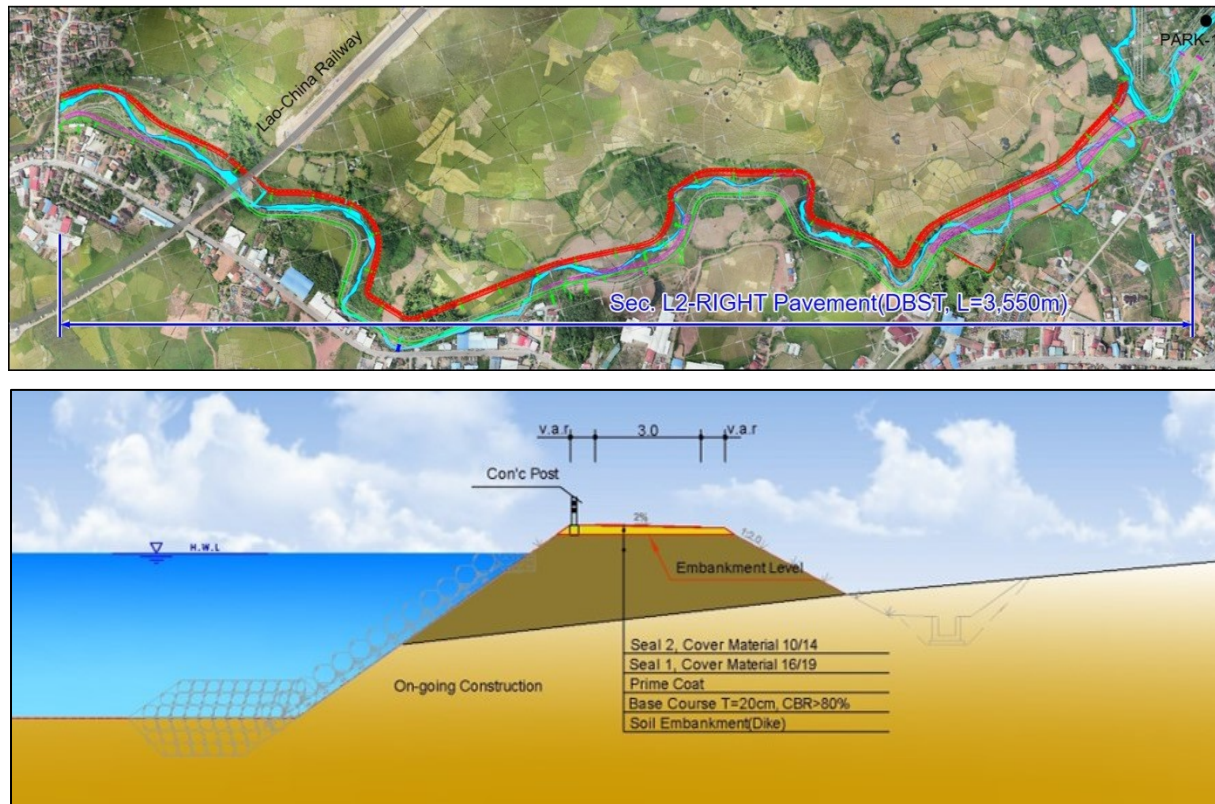 PARK-1
Lao-China Railway
Sec. L2-RIGHT Pavement(DBST, L=3,550m)
v.a.r 3.0 v.a.r
Con'c Post
2%
1:2.0
H.W.L
Embankment Level
Seal 2, Cover Material 10/14
Seal 1, Cover Material 16/19
Prime Coat
On-going Construction
Base Course T=20cm, CBR>80%
Soil Embankment(Dike)